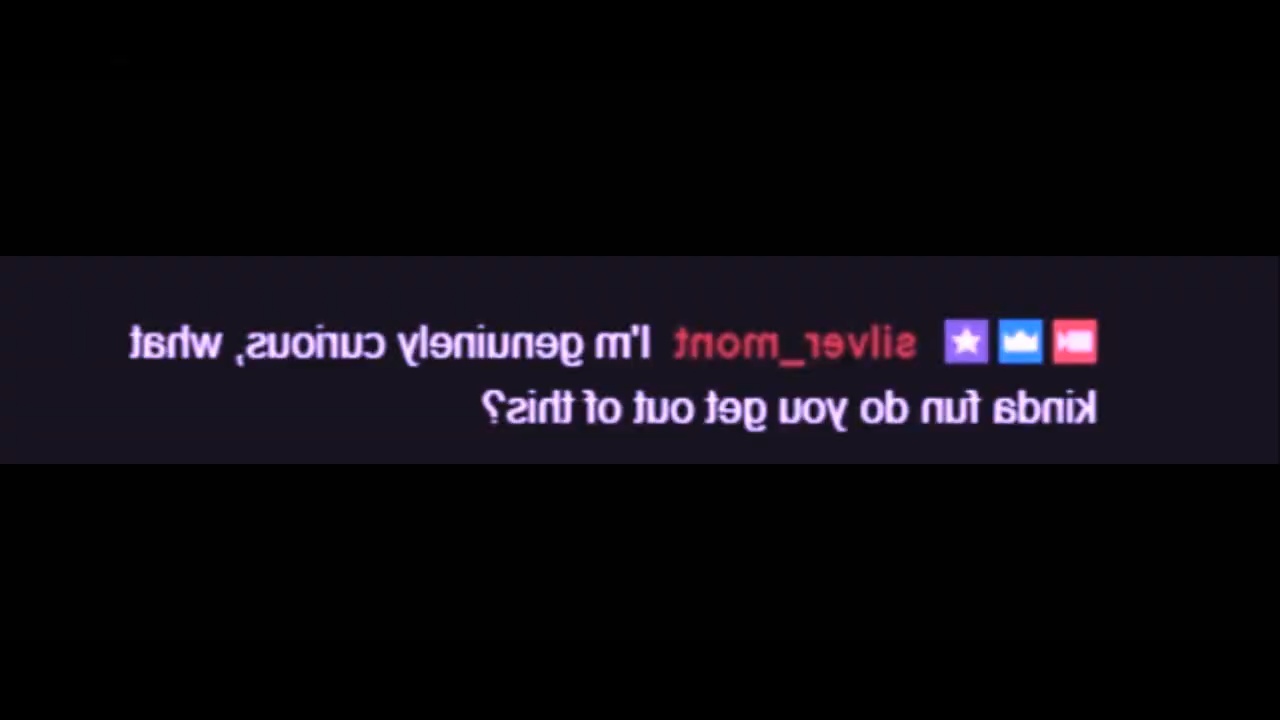 silver_mont I'm genuinely curious, what
kinda fun do you get out of this?